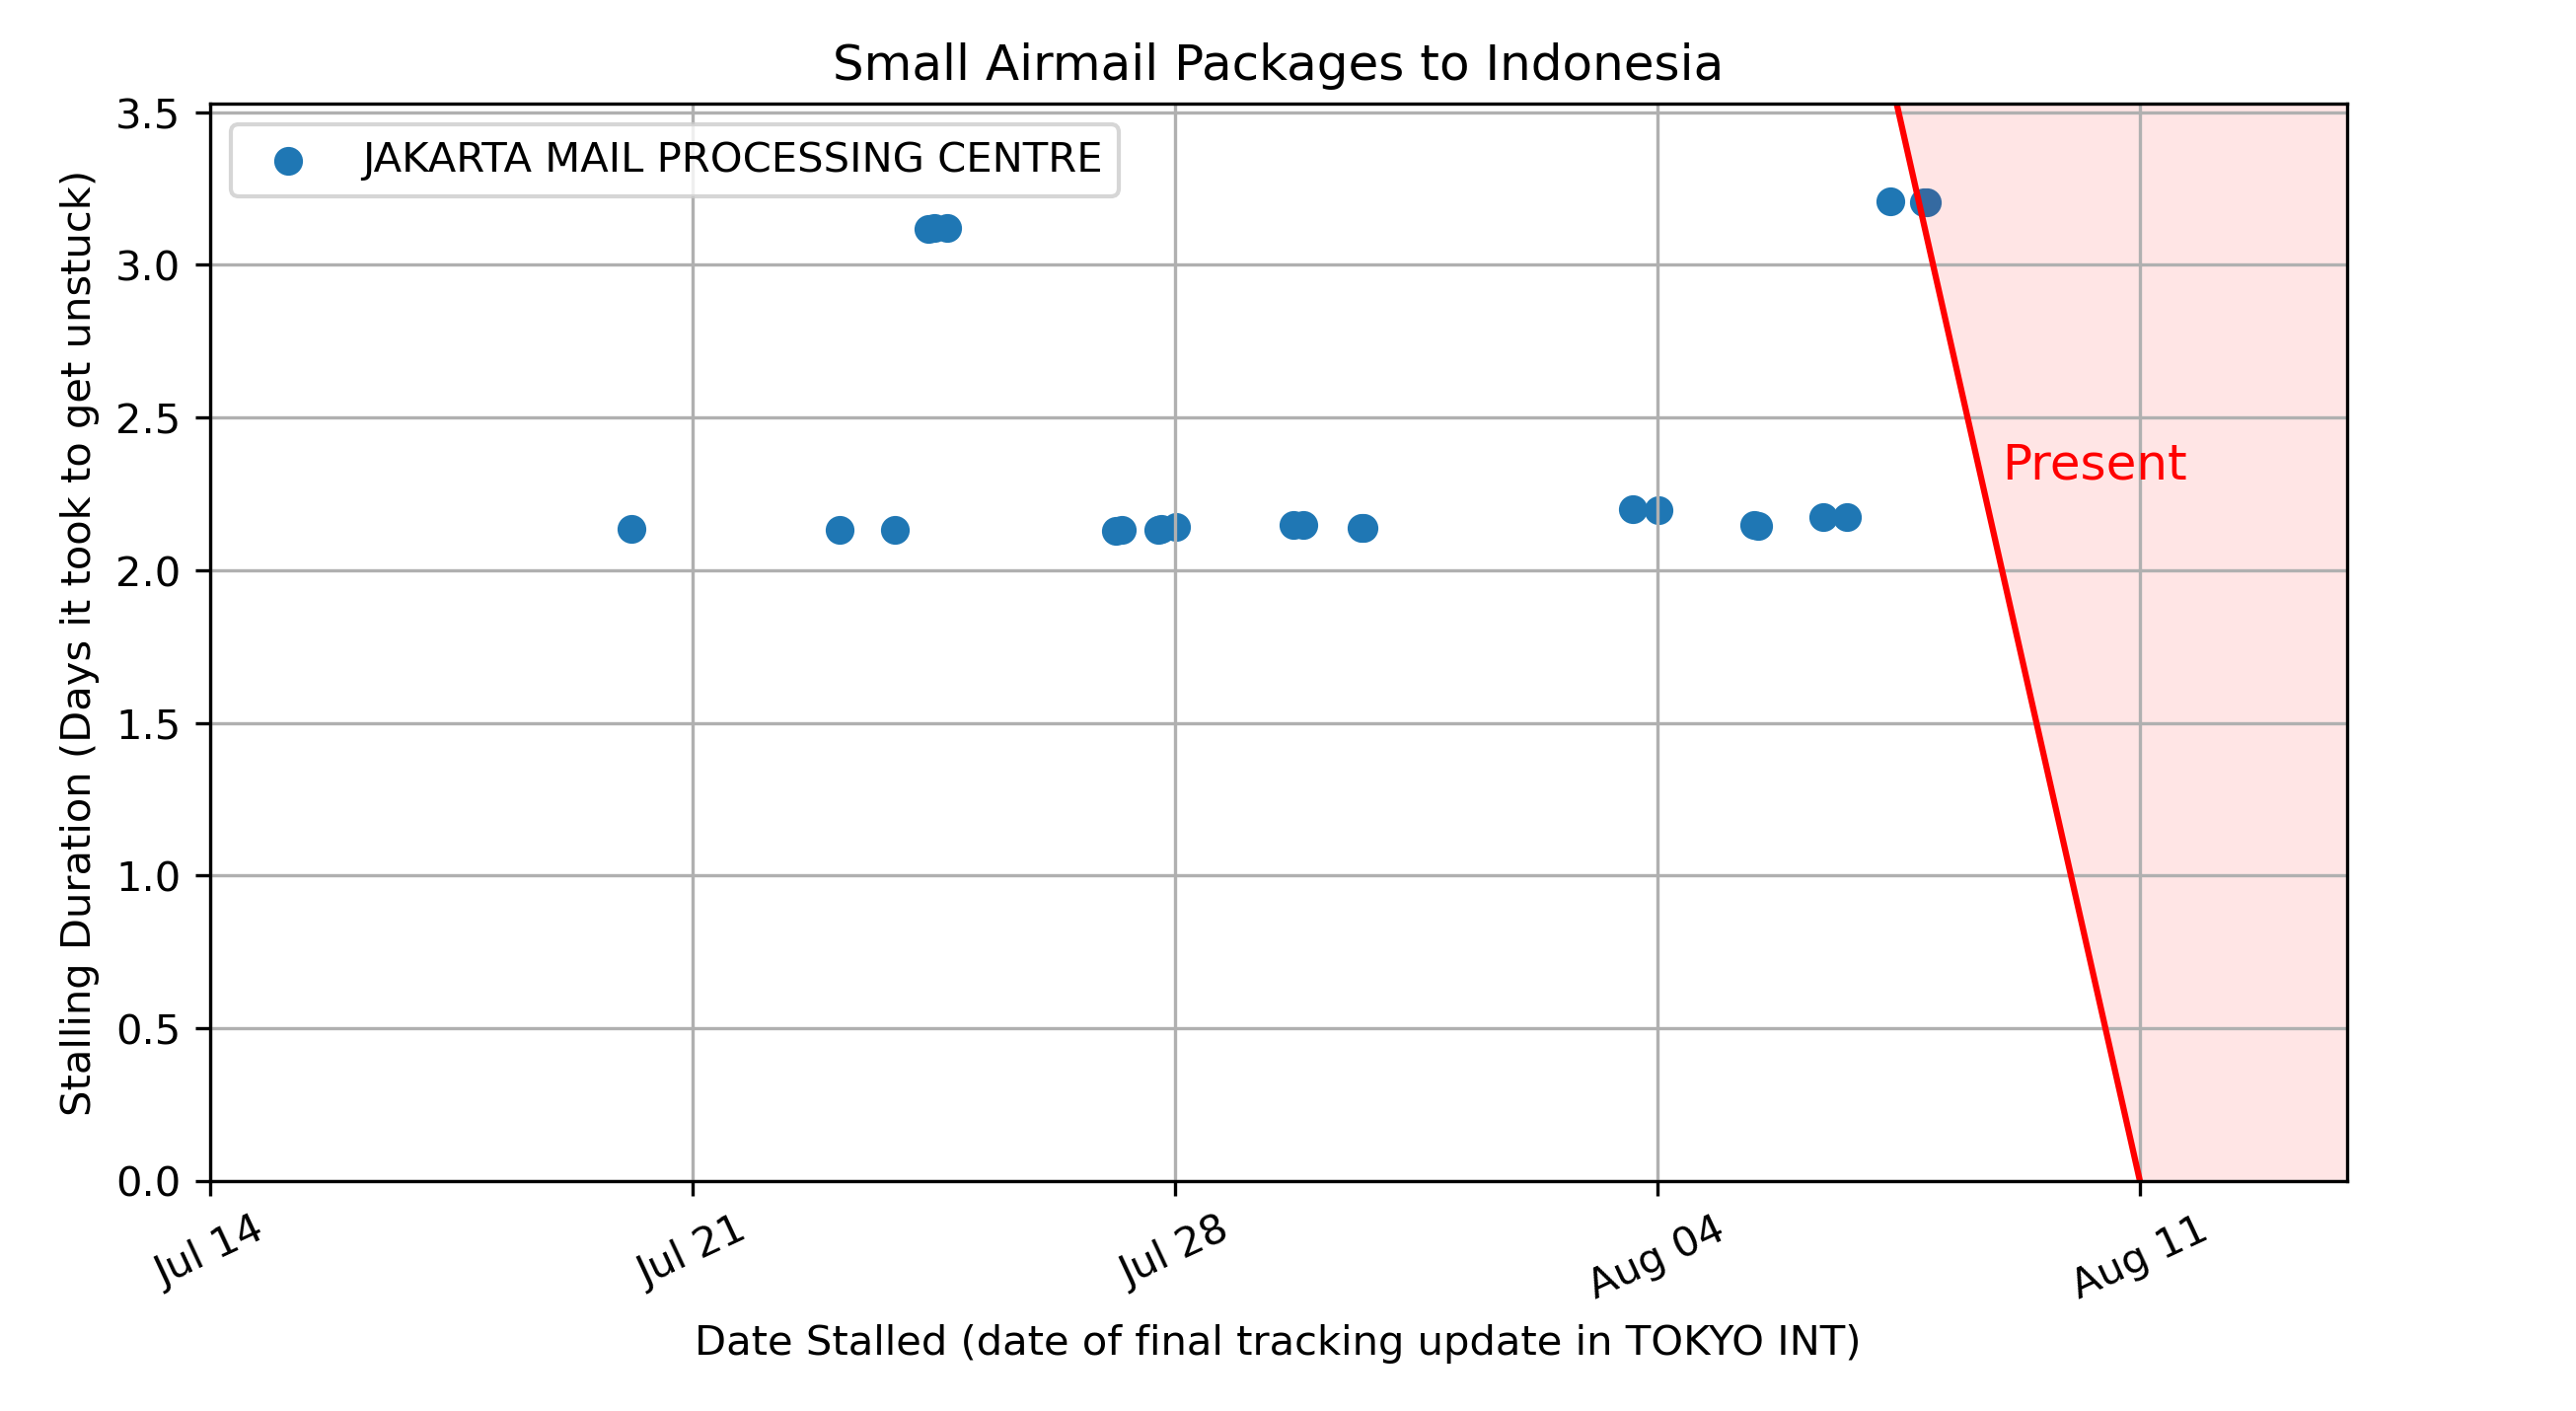 Small Airmail Packages to Indonesia
JAKARTA MAIL PROCESSING CENTRE
Stalling Duration (Days it took to get unstuck)
3.5
3.0
2.5
2.0
1.5
1.0
0.5
0.0
Present
Jul 14
Jul 21
Jul 28
Aug 04
Aug 11
Date Stalled (date of final tracking update in TOKYO INT)